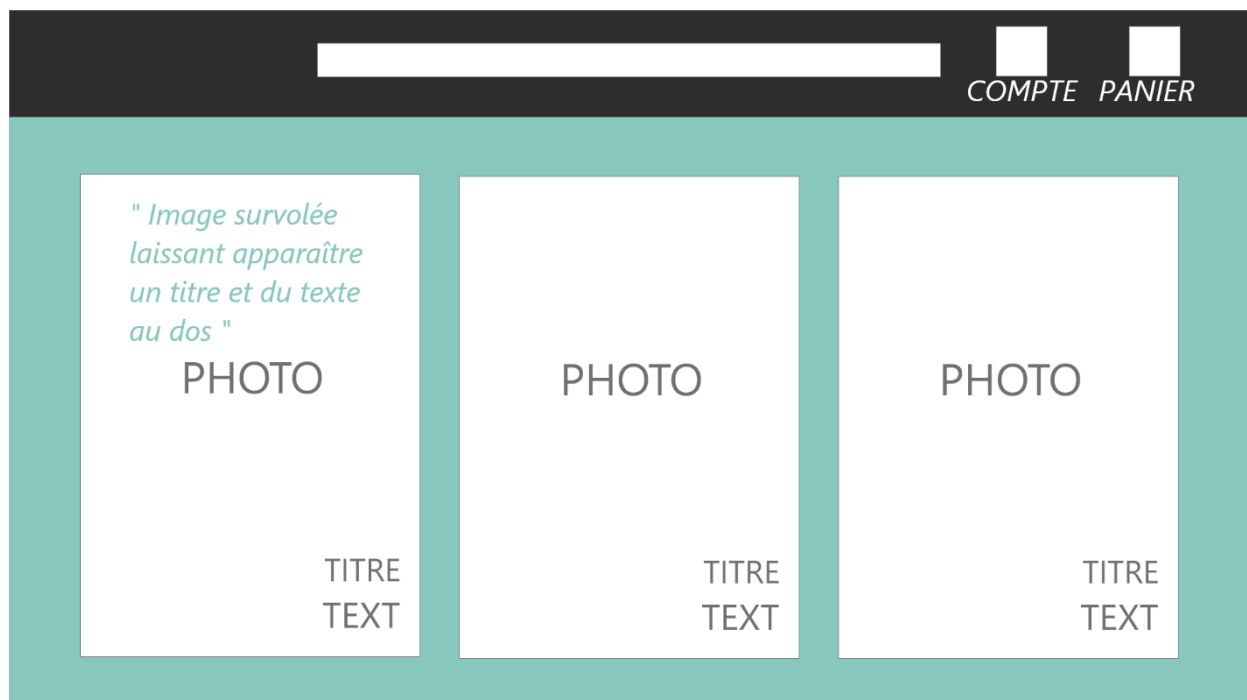 COMPTE PANIER
" Image survolée
laissant apparaître
un titre et du texte
au dos "
PHOTO
TITRE
TEXT
PHOTO
TITRE
TEXT
PHOTO
TITRE
TEXT